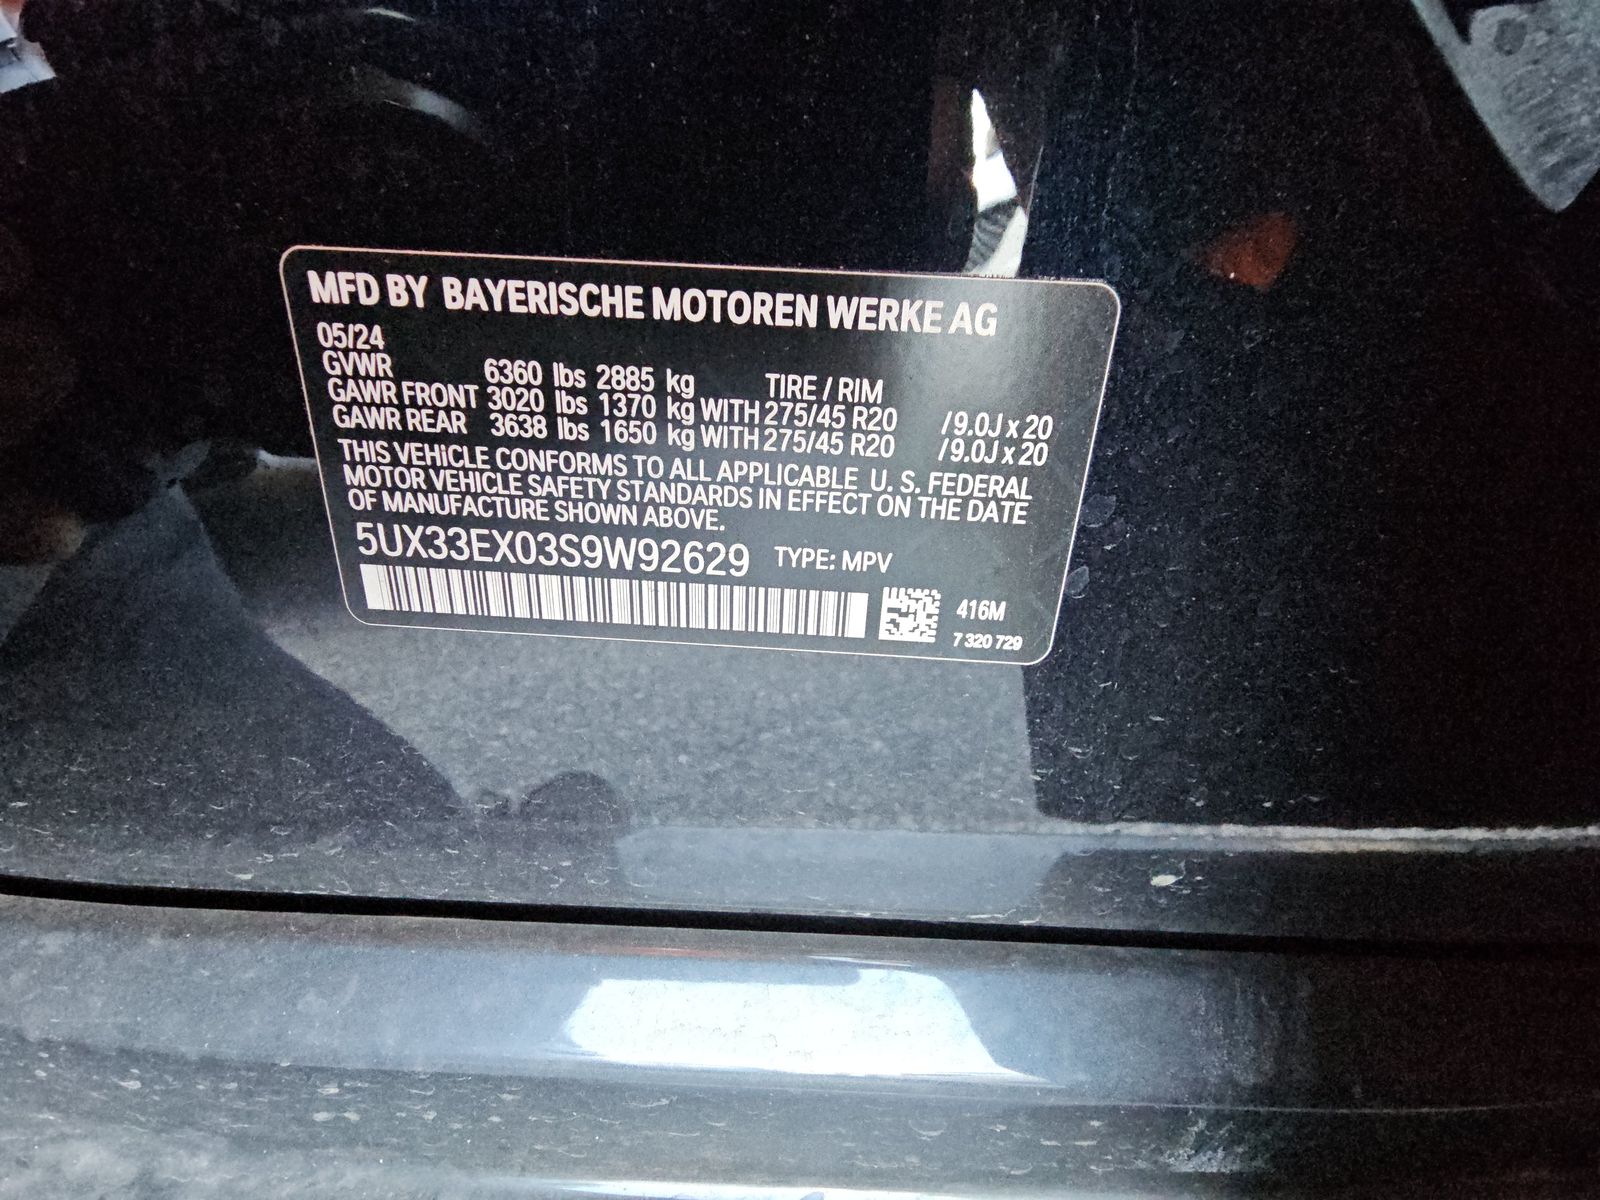 MFD BY BAYERISCHE MOTOREN WERKE AG
05/24
GVWR 6360 lbs 2885 kg TIRE / RIM
GAWR FRONT 3020 lbs 1370 kg WITH 275/45 R20 /9.0J x 20
GAWR REAR 3638 lbs 1650 kg WITH 275/45 R20 /9.0J x 20
THIS VEHiCLE CONFORMS TO ALL APPLICABLE U. S. FEDERAL
MOTOR VEHICLE SAFETY STANDARDS IN EFFECT ON THE DATE
OF MANUFACTURE SHOWN ABOVE.
5UX33EX03S9W92629 TYPE: MPV
416M
7 320 729